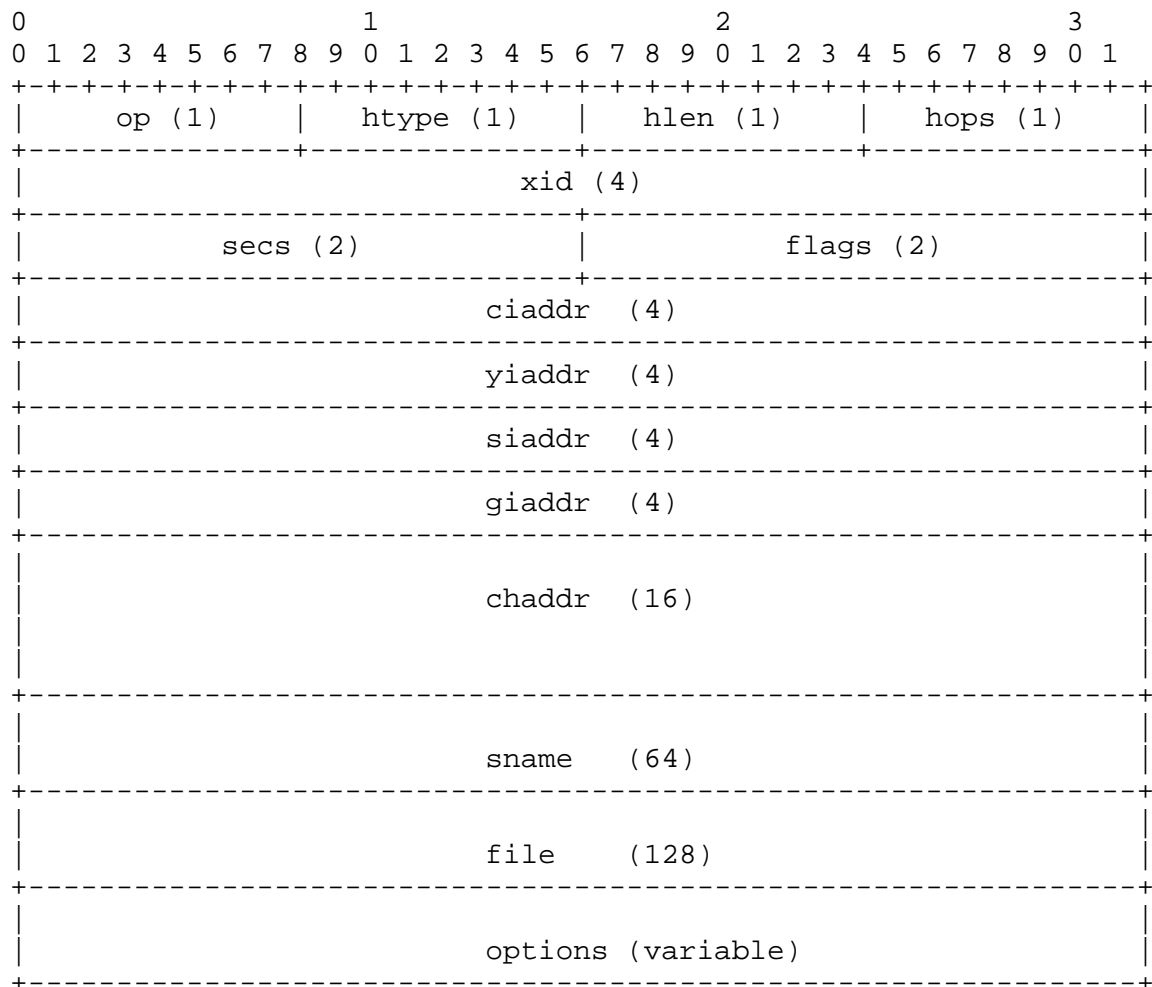 0                   1                   2                   3
0 1 2 3 4 5 6 7 8 9 0 1 2 3 4 5 6 7 8 9 0 1 2 3 4 5 6 7 8 9 0 1
+-+-+-+-+-+-+-+-+-+-+-+-+-+-+-+-+-+-+-+-+-+-+-+-+-+-+-+-+-+-+-+-+
|     op (1)    |   htype (1)   |   hlen (1)    |   hops (1)    |
+---------------+---------------+---------------+---------------+
|                            xid (4)                            |
+-------------------------------+-------------------------------+
|           secs (2)            |           flags (2)           |
+-------------------------------+-------------------------------+
|                          ciaddr  (4)                          |
+---------------------------------------------------------------+
|                          yiaddr  (4)                          |
+---------------------------------------------------------------+
|                          siaddr  (4)                          |
+---------------------------------------------------------------+
|                          giaddr  (4)                          |
+---------------------------------------------------------------+
|                                                               |
|                          chaddr  (16)                         |
|                                                               |
|                                                               |
+---------------------------------------------------------------+
|                                                               |
|                          sname   (64)                         |
+---------------------------------------------------------------+
|                                                               |
|                          file    (128)                        |
+---------------------------------------------------------------+
|                                                               |
|                          options (variable)                   |
+---------------------------------------------------------------+